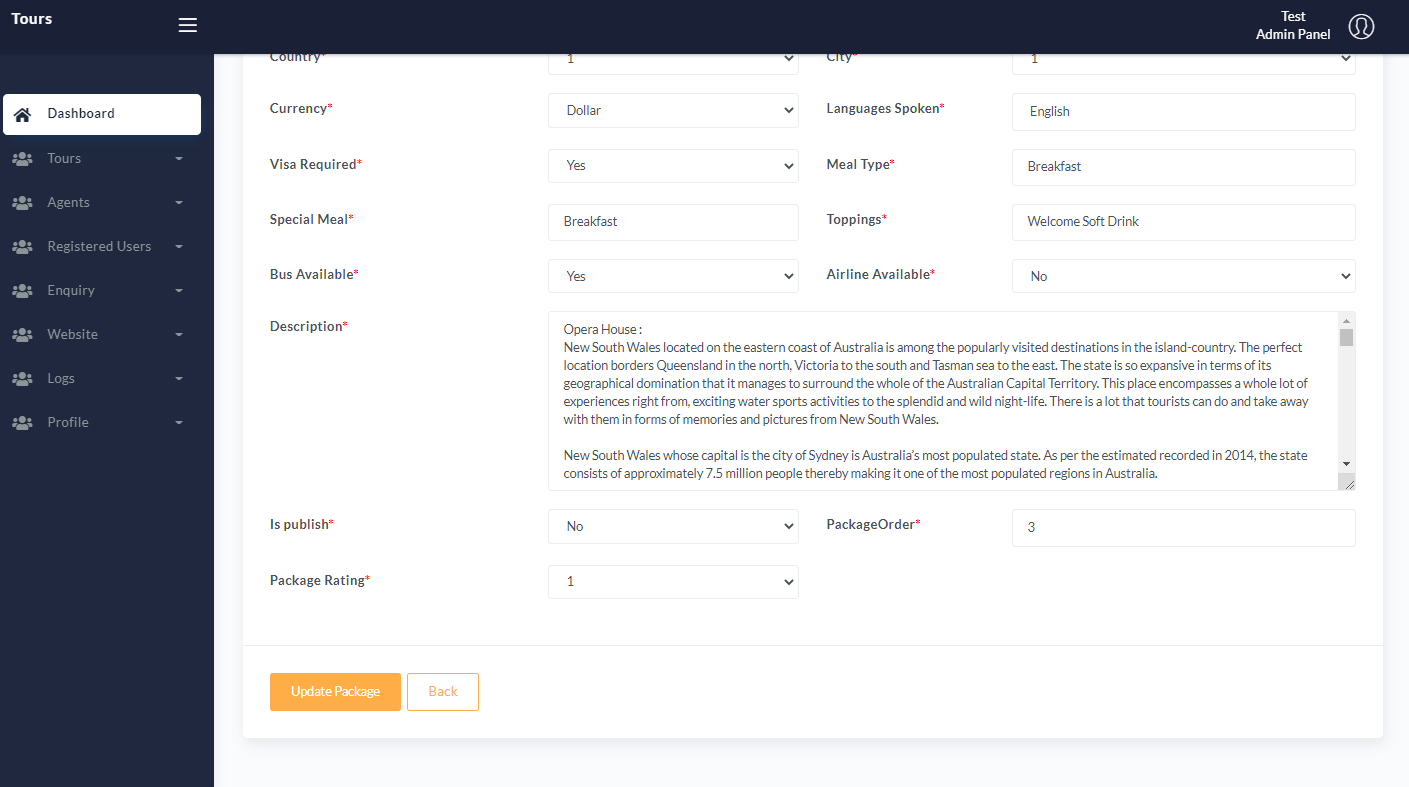 Tours
Test
Admin Panel
Dashboard
Tours
Agents
Registered Users
Enquiry
Website
Logs
Profile
Country* 1 City* 1
Currency* Dollar Languages Spoken* English
Visa Required* Yes Meal Type* Breakfast
Special Meal* Breakfast Toppings* Welcome Soft Drink
Bus Available* Yes Airline Available* No
Description* Opera House :
New South Wales located on the eastern coast of Australia is among the popularly visited destinations in the island-country. The perfect
location borders Queensland in the north, Victoria to the south and Tasman sea to the east. The state is so expansive in terms of its
geographical domination that it manages to surround the whole of the Australian Capital Territory. This place encompasses a whole lot of
experiences right from, exciting water sports activities to the splendid and wild night-life. There is a lot that tourists can do and take away
with them in forms of memories and pictures from New South Wales.
New South Wales whose capital is the city of Sydney is Australia's most populated state. As per the estimated recorded in 2014, the state
consists of approximately 7.5 million people thereby making it one of the most populated regions in Australia.
Is publish* No PackageOrder* 3
Package Rating* 1
Update Package Back